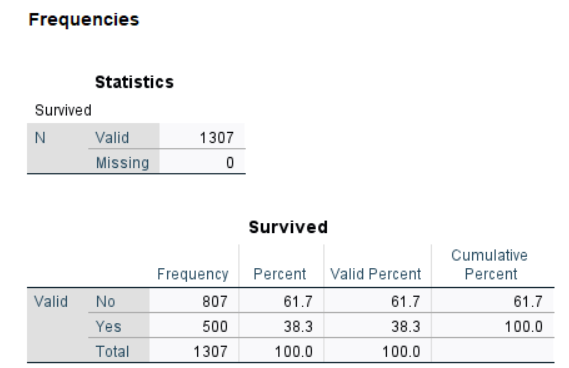 Frequencies
Statistics
Survived
N Valid 1307
Missing 0
Survived
Frequency Percent Valid Percent Cumulative Percent
Valid No 807 61.7 61.7 61.7
Yes 500 38.3 38.3 100.0
Total 1307 100.0 100.0